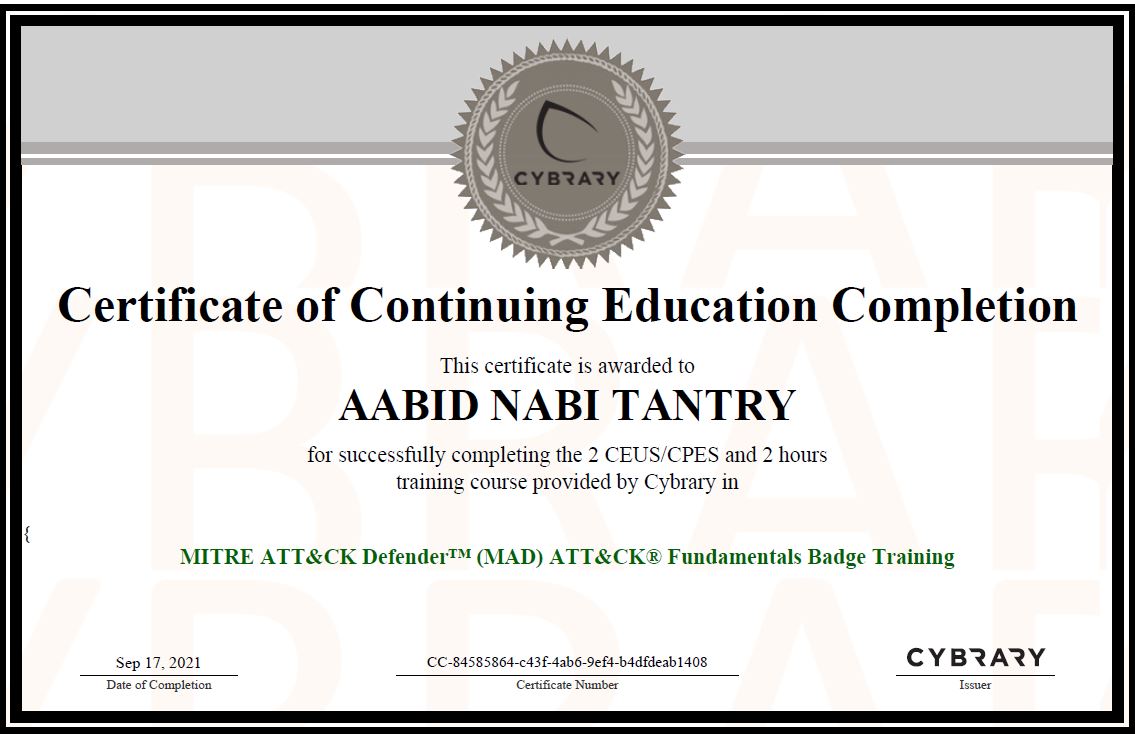 CYBRARY
Certificate of Continuing Education Completion
This certificate is awarded to
AABID NABI TANTRY
for successfully completing the 2 CEUS/CPES and 2 hours
training course provided by Cybrary in
{
MITRE ATT&CK Defender™ (MAD) ATT&CK® Fundamentals Badge Training
Sep 17, 2021
Date of Completion
CC-84585864-c43f-4ab6-9ef4-b4dfdeab1408
Certificate Number
CYBRARY
Issuer